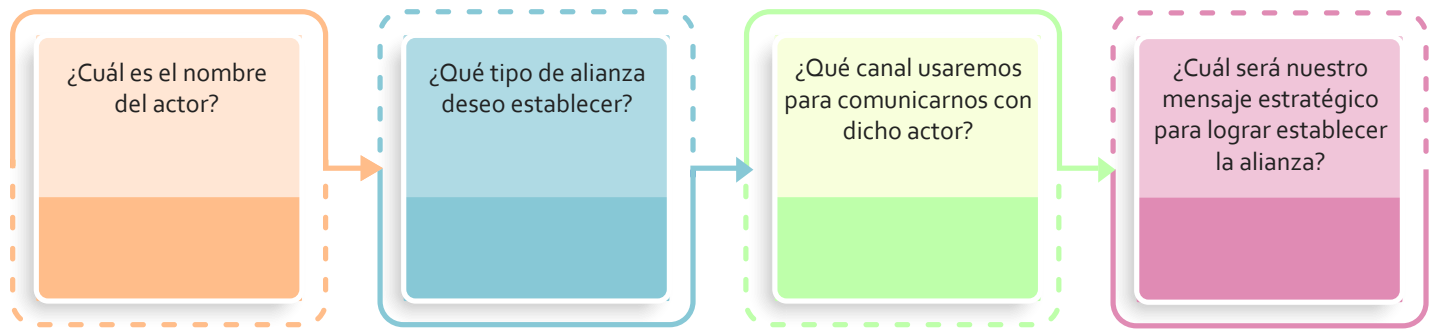 ¿Cuál es el nombre
del actor?
¿Qué tipo de alianza
deseo establecer?
¿Qué canal usaremos
para comunicarnos con
dicho actor?
¿Cuál será nuestro
mensaje estratégico
para lograr establecer
la alianza?